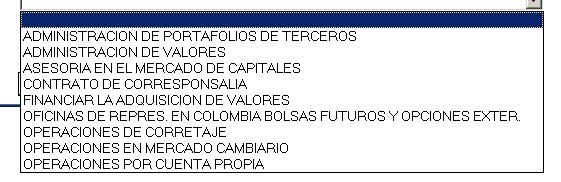 ADMINISTRACION DE PORTAFOLIOS DE TERCEROS
ADMINISTRACION DE VALORES
ASESORIA EN EL MERCADO DE CAPITALES
CONTRATO DE CORRESPONSALIA
FINANCIAR LA ADQUISICION DE VALORES
OFICINAS DE REPRES. EN COLOMBIA BOLSAS FUTUROS Y OPCIONES EXTER.
OPERACIONES DE CORRETAJE
OPERACIONES EN MERCADO CAMBIARIO
OPERACIONES POR CUENTA PROPIA